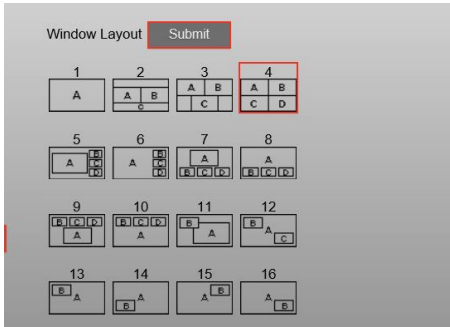 Window Layout Submit
1 2 3 4
A A B C A B C A B C D
5 6 7 8
A B C D A B C D A B C D A B C D
9 10 11 12
B C D A B C D A B A B A C
13 14 15 16
B A A B A B A B